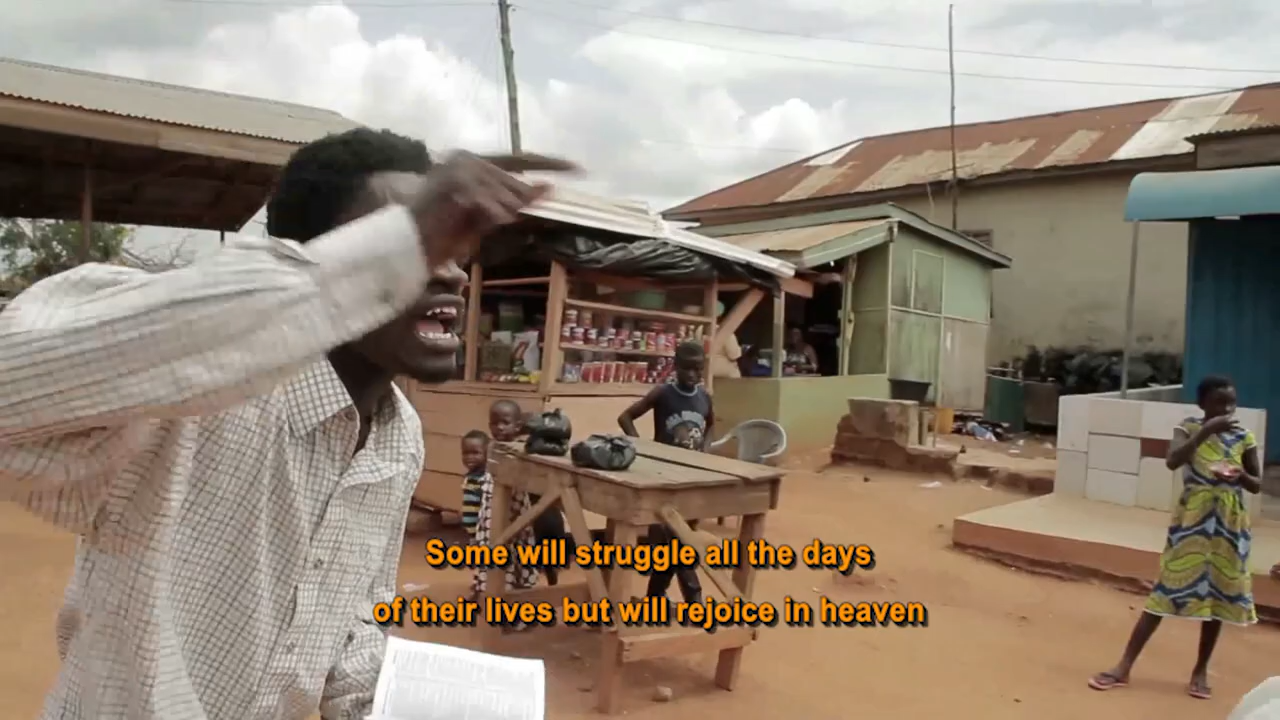 Some will struggle all the days
of their lives but will rejoice in heaven